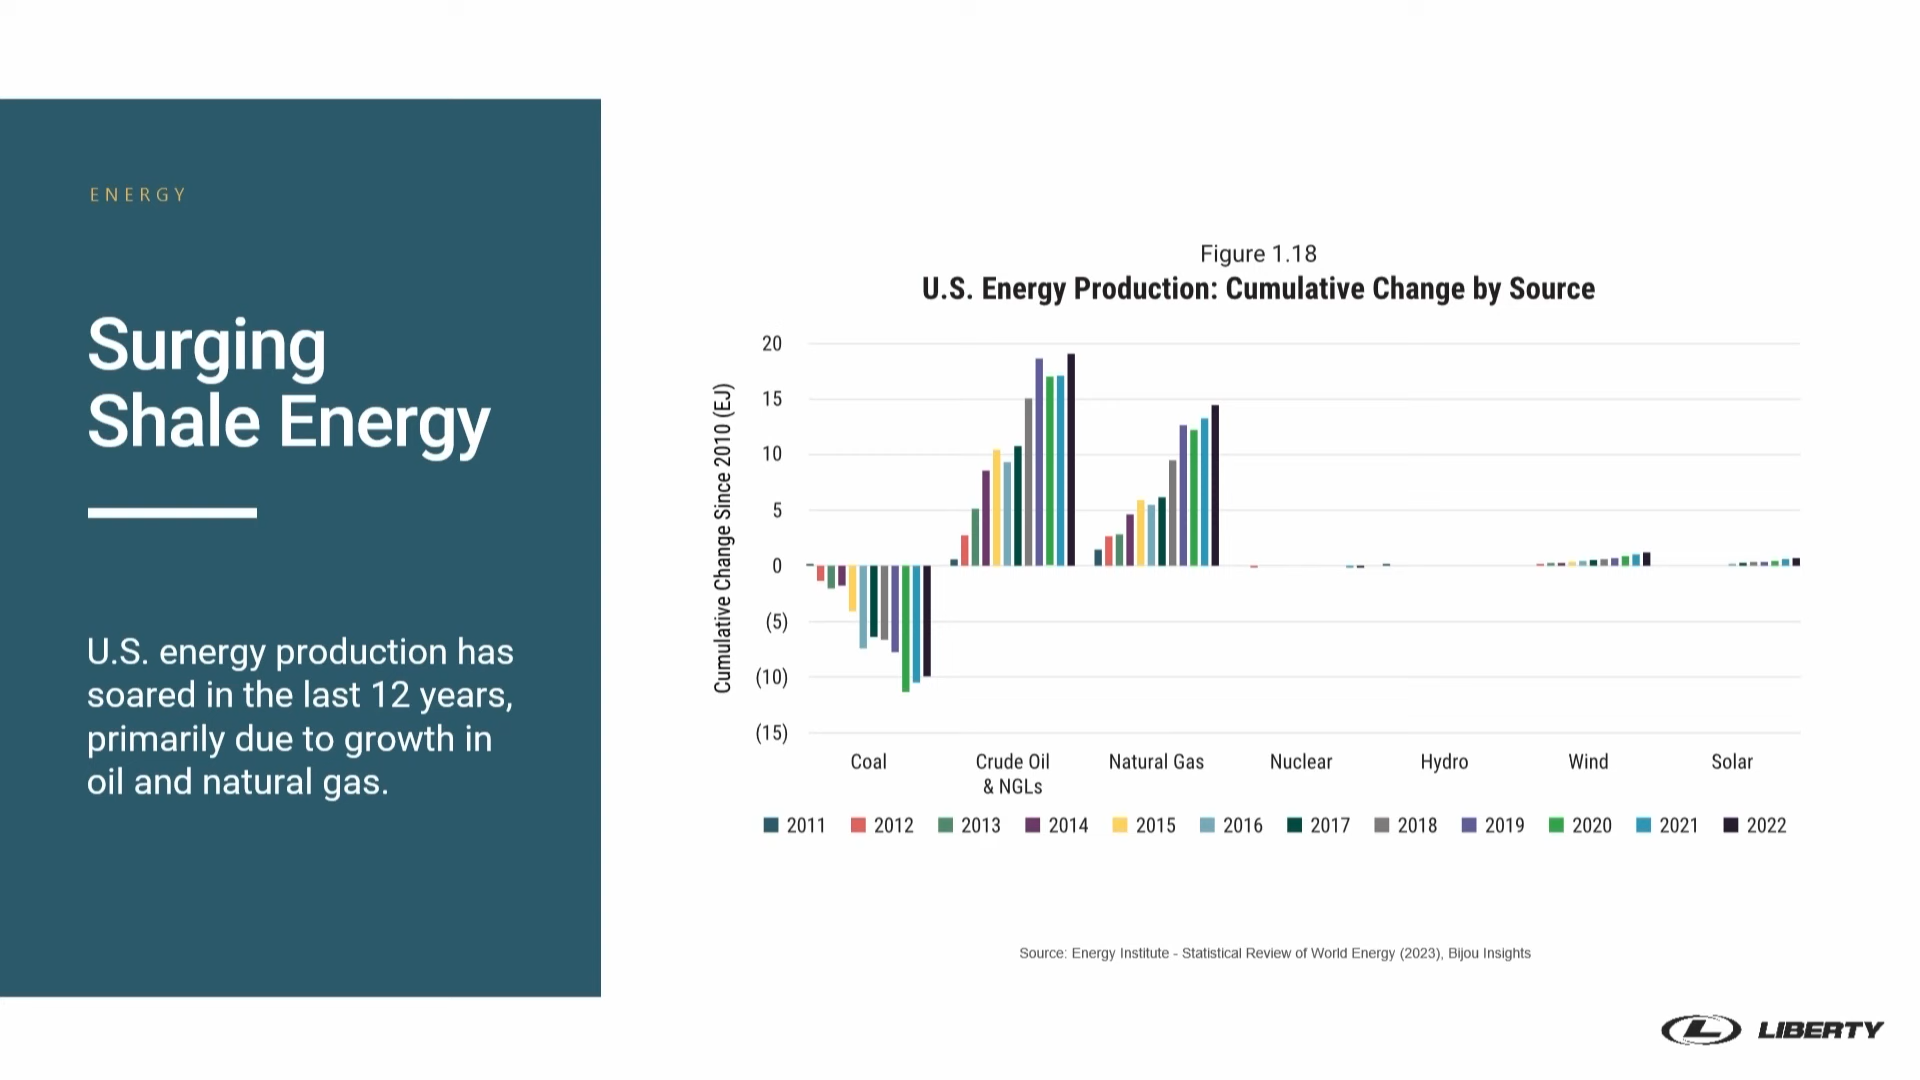 ENERGY
Surging
Shale Energy
U.S. energy production has
soared in the last 12 years,
primarily due to growth in
oil and natural gas.
Figure 1.18
U.S. Energy Production: Cumulative Change by Source
Cumulative Change Since 2010 (EJ)
20
15
10
5
0
(5)
(10)
(15)
Coal
Crude Oil
& NGLs
Natural Gas
Nuclear
Hydro
Wind
Solar
2011 2012 2013 2014 2015 2016 2017 2018 2019 2020 2021 2022
Source: Energy Institute - Statistical Review of World Energy (2023), Bijou Insights
L LIBERTY